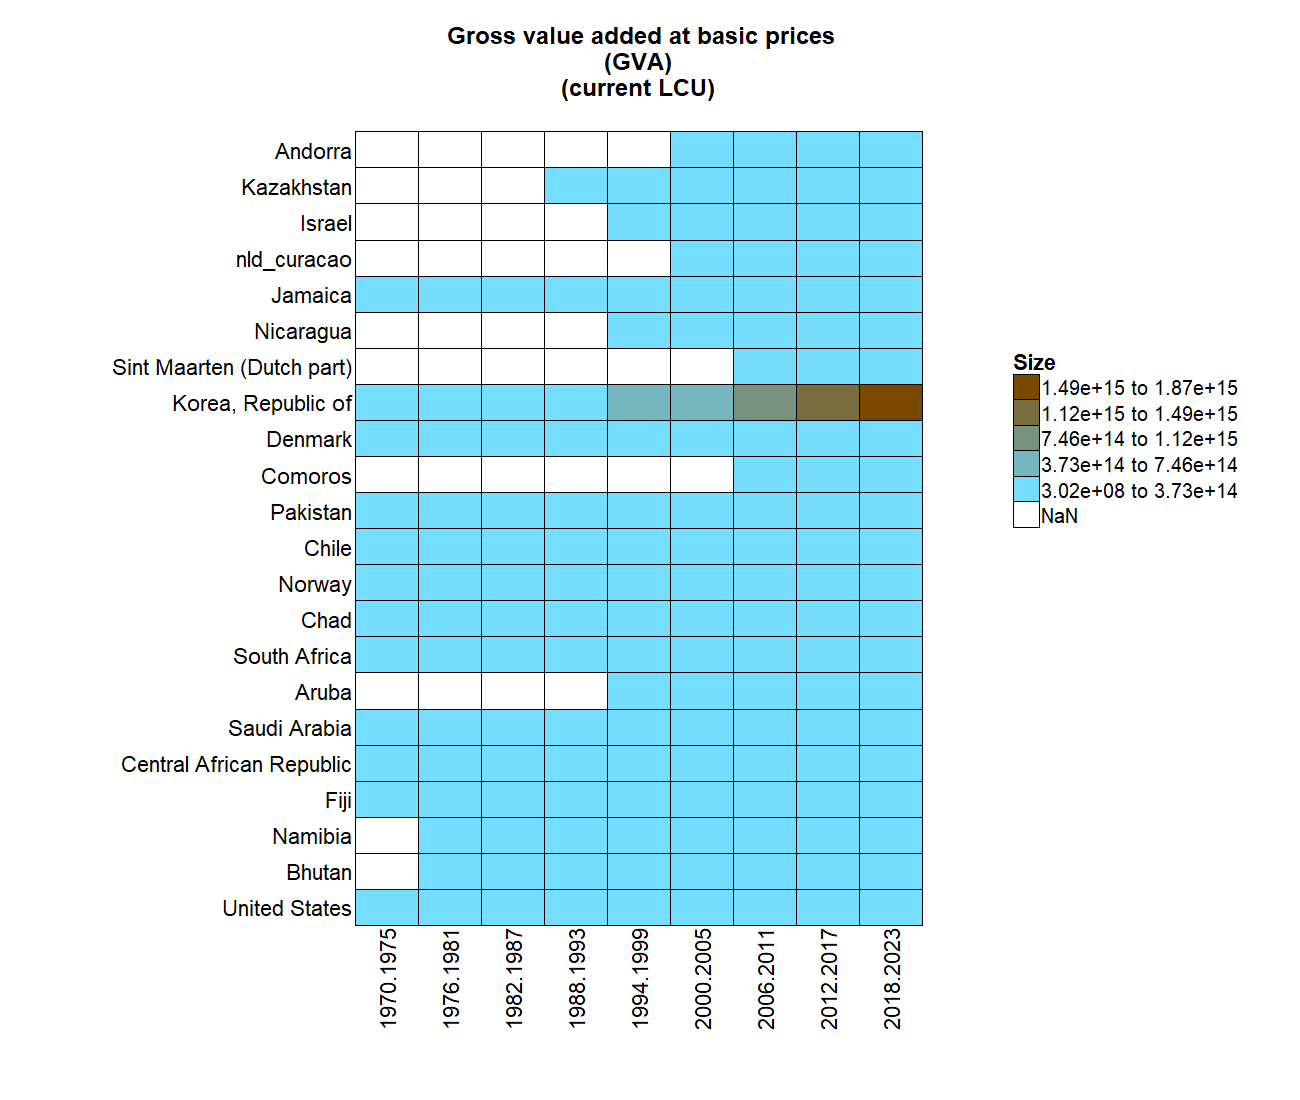 Gross value added at basic prices
(GVA)
(current LCU)
Andorra
Kazakhstan
Israel
nld_curacao
Jamaica
Nicaragua
Sint Maarten (Dutch part)
Korea, Republic of
Denmark
Comoros
Pakistan
Chile
Norway
Chad
South Africa
Aruba
Saudi Arabia
Central African Republic
Fiji
Namibia
Bhutan
United States
1970.1975
1976.1981
1982.1987
1988.1993
1994.1999
2000.2005
2006.2011
2012.2017
2018.2023
Size
1.49e+15 to 1.87e+15
1.12e+15 to 1.49e+15
7.46e+14 to 1.12e+15
3.73e+14 to 7.46e+14
3.02e+08 to 3.73e+14
NaN